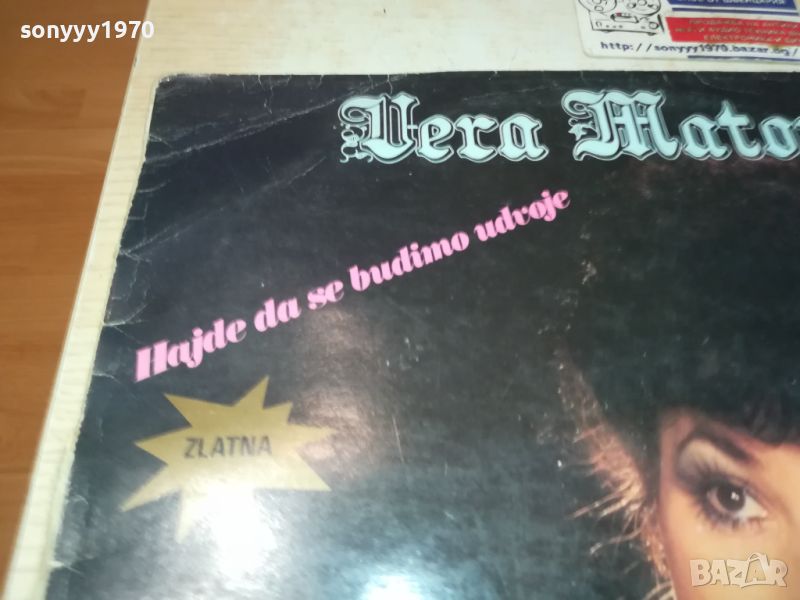 sonyyy1970
http://sonyyy1970.bazar.bg/
Vera Mato
Hajde da se budimo udvoje
ZLATNA
BAZAR